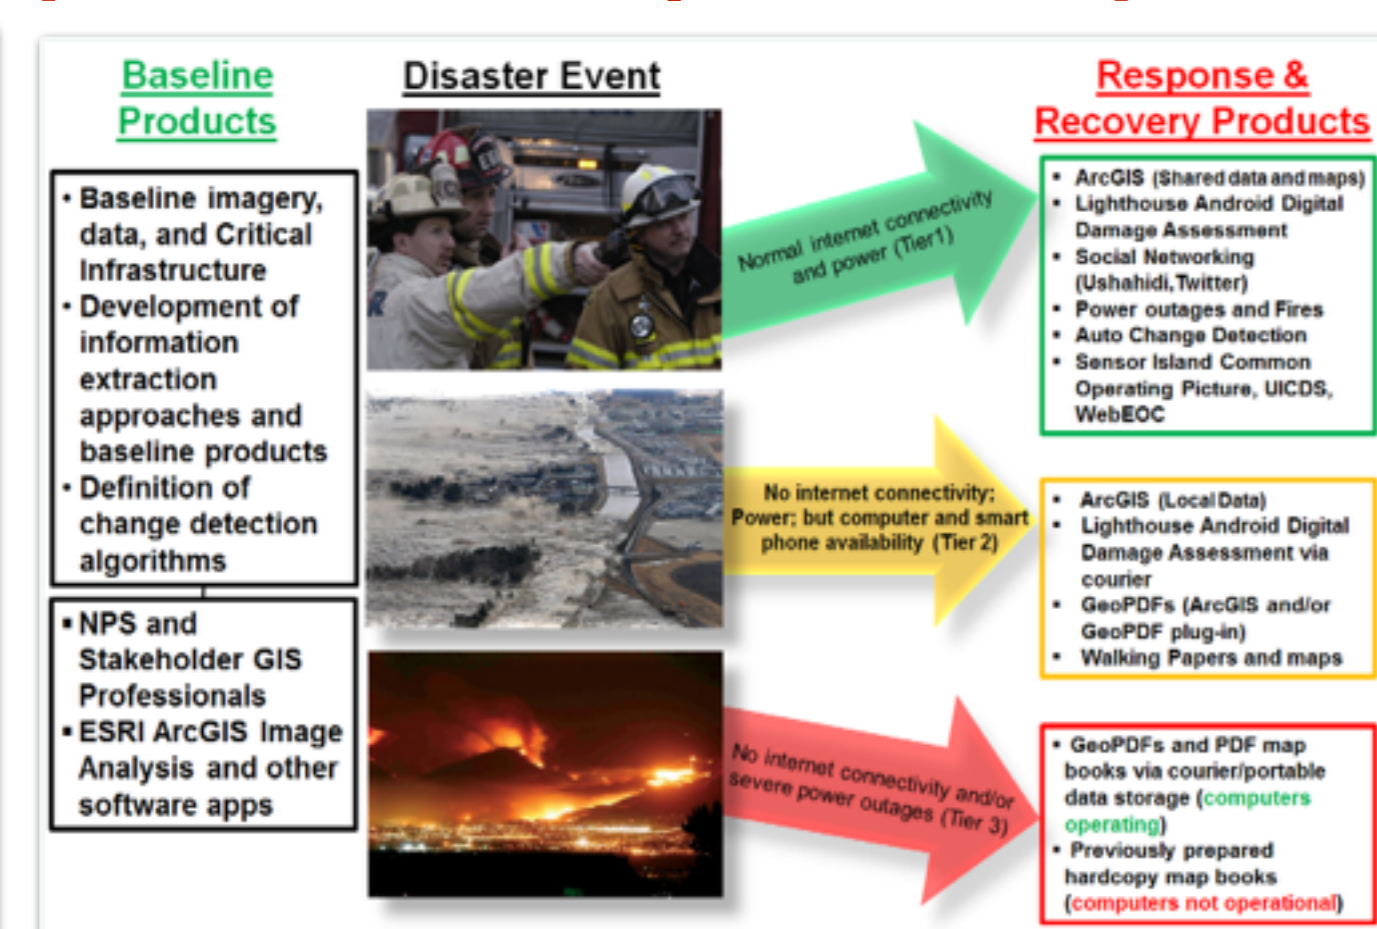 Baseline
Products
• Baseline imagery,
data, and Critical
Infrastructure
• Development of
information
extraction
approaches and
baseline products
• Definition of
change detection
algorithms
▪ NPS and
Stakeholder GIS
Professionals
▪ ESRI ArcGIS Image
Analysis and other
software apps
Disaster Event
Normal internet connectivity
and power (Tier1)
No internet connectivity;
Power; but computer and smart
phone availability (Tier 2)
No internet connectivity and/or
severe power outages (Tier 3)
Response &
Recovery Products
▪ ArcGIS (Shared data and maps)
▪ Lighthouse Android Digital
Damage Assessment
▪ Social Networking
(Ushahidi, Twitter)
▪ Power outages and Fires
▪ Auto Change Detection
▪ Sensor Island Common
Operating Picture, UICDS,
WebEOC
▪ ArcGIS (Local Data)
▪ Lighthouse Android Digital
Damage Assessment via
courier
▪ GeoPDFs (ArcGIS and/or
GeoPDF plug-in)
▪ Walking Papers and maps
▪ GeoPDFs and PDF map
books via courier/portable
data storage (computers
operating)
▪ Previously prepared
hardcopy map books
(computers not operational)